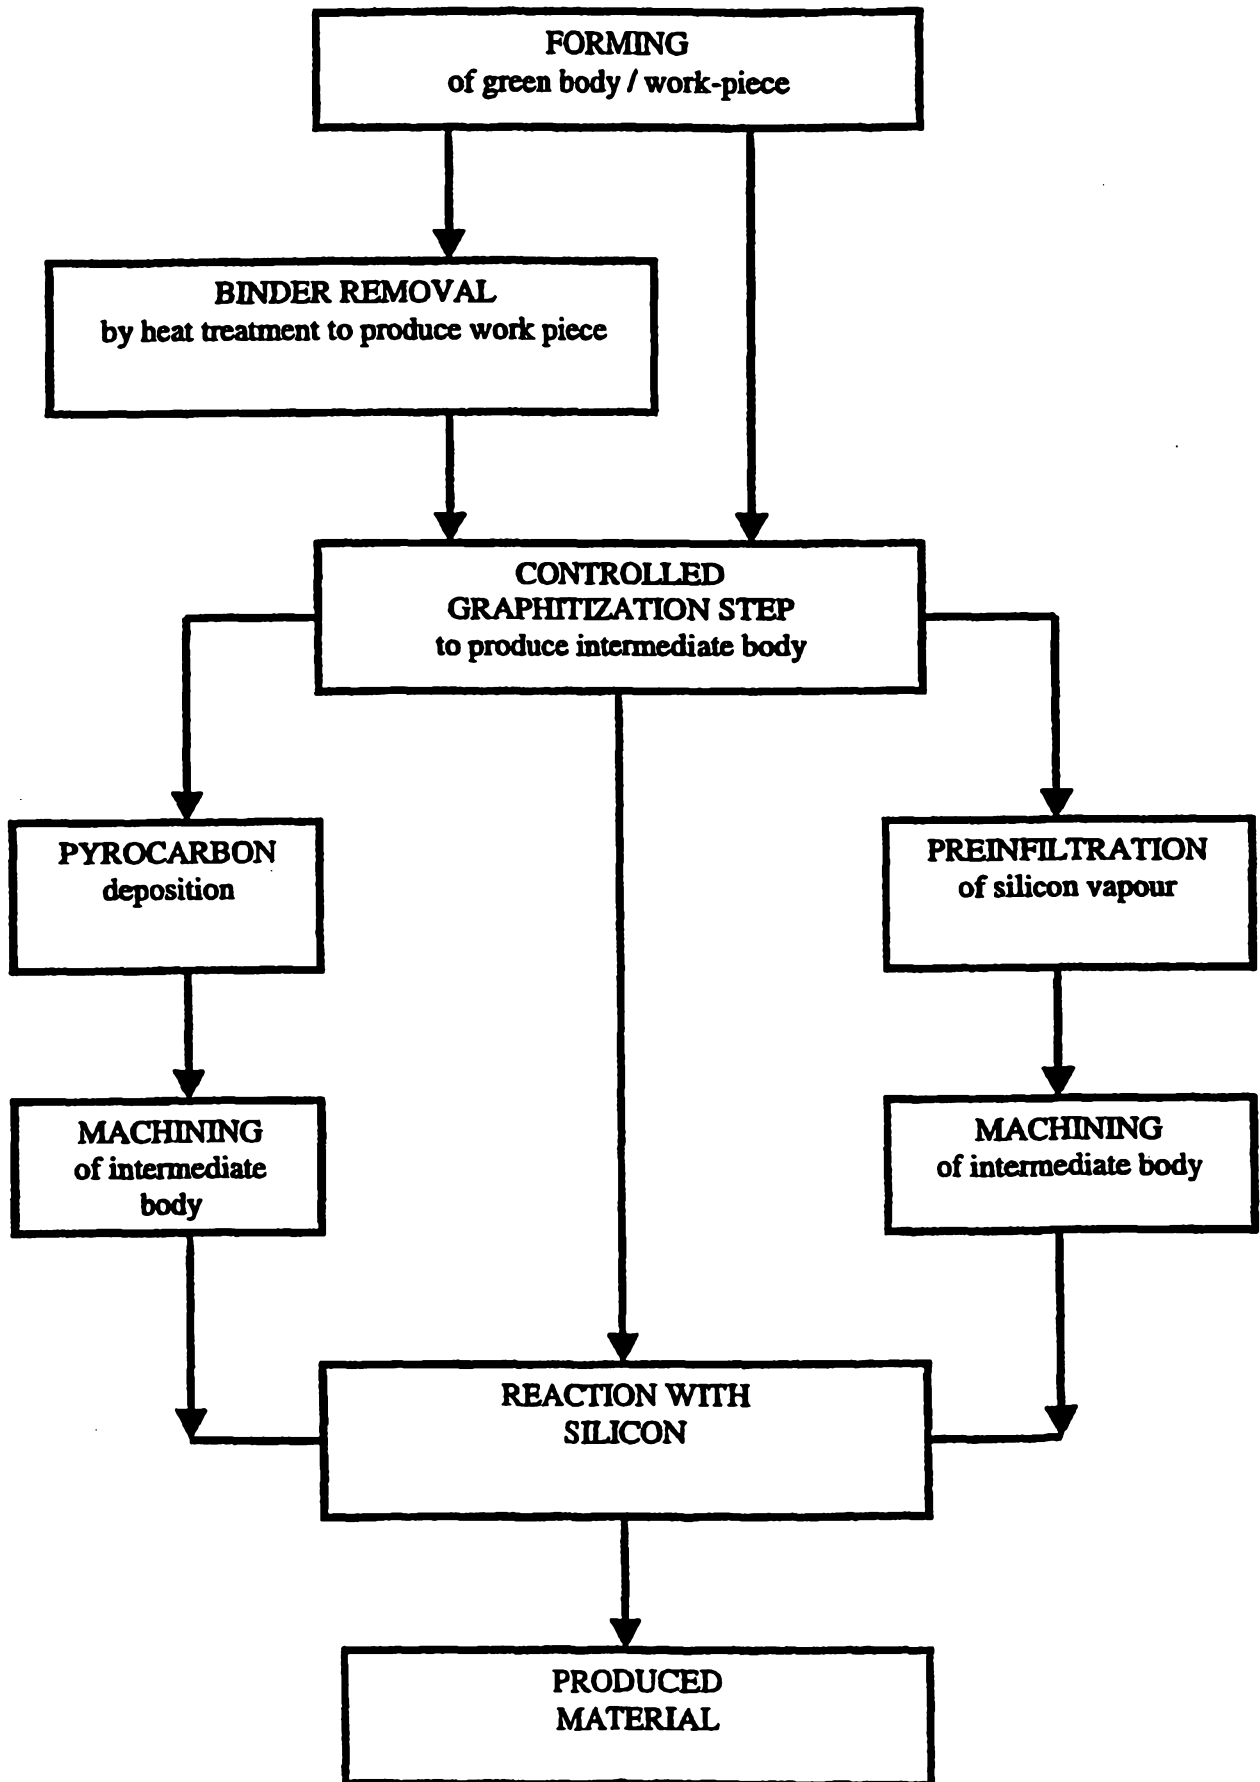 FORMING
of green body / work-piece
BINDER REMOVAL
by heat treatment to produce work piece
CONTROLLED
GRAPHITIZATION STEP
to produce intermediate body
PYROCARBON
deposition
PREINFILTRATION
of silicon vapour
MACHINING
of intermediate
body
MACHINING
of intermediate body
REACTION WITH
SILICON
PRODUCED
MATERIAL